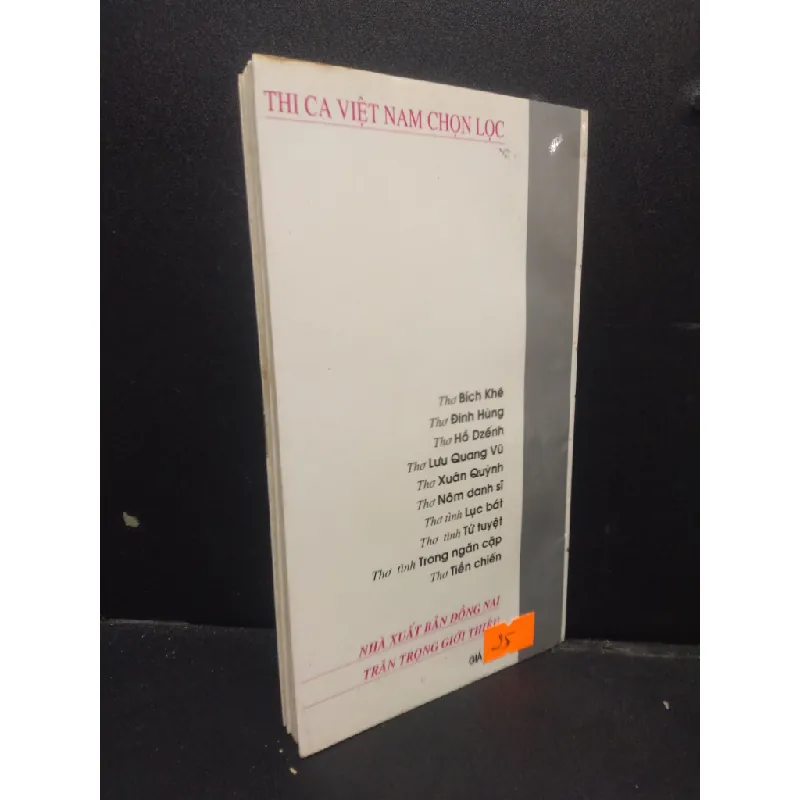 THI CA VIỆT NAM CHỌN LỌC
Thơ Bích Khê
Thơ Đinh Hùng
Thơ Hồ Dzếnh
Thơ Lưu Quang Vũ
Thơ Xuân Quỳnh
Thơ Năm danh sĩ
Thơ tình Lục bát
Thơ tình Tứ tuyệt
Thơ tình Trong ngăn cặp
Thơ Tiền chiến
NHÀ XUẤT BẢN ĐỒNG NAI
TRÂN TRỌNG GIỚI THIỆU
GIÁ
35